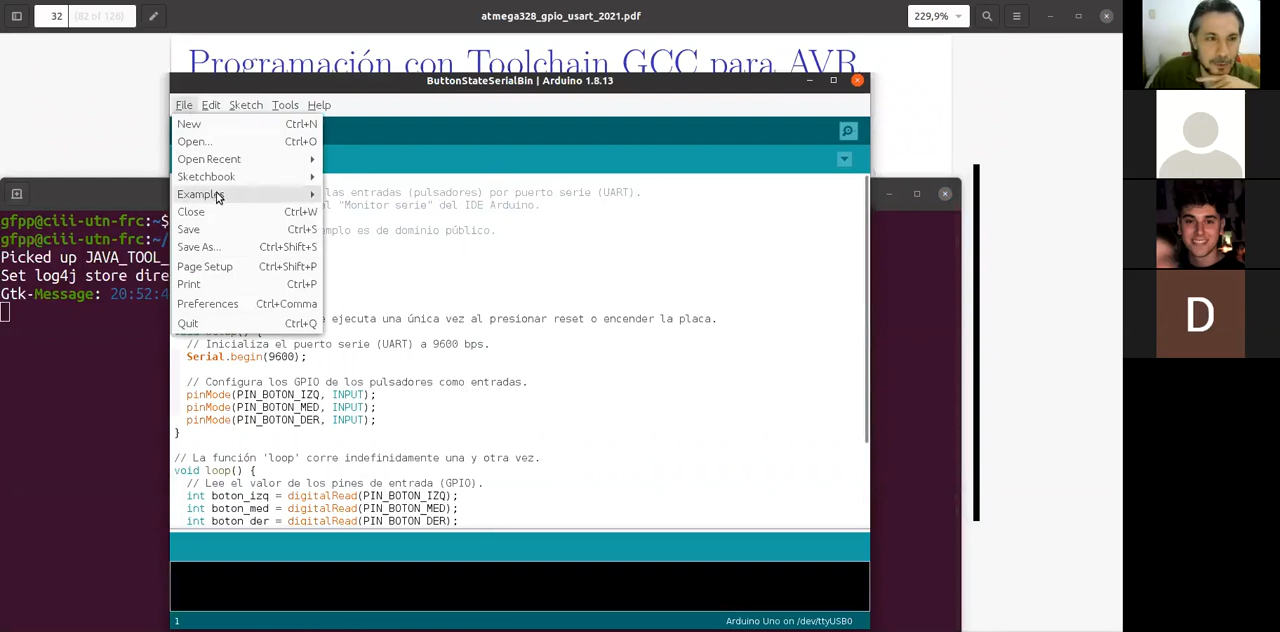 32
(82 of 126)
atmega328_gpio_usart_2021.pdf
229,9%
Programación con Toolchain GCC para AVR
ButtonStateSerialBin | Arduino 1.8.13
File Edit Sketch Tools Help
New Ctrl+N
Open... Ctrl+O
Open Recent
Sketchbook
Examples
Close Ctrl+W
Save Ctrl+S
Save As... Ctrl+Shift+S
Page Setup Ctrl+Shift+P
Print Ctrl+P
Preferences Ctrl+Comma
Quit Ctrl+Q
las entradas (pulsadores) por puerto serie (UART).
"Monitor serie" del IDE Arduino.
emplo es de dominio público.
e ejecuta una única vez al presionar reset o encender la placa.
// Inicializa el puerto serie (UART) a 9600 bps.
Serial.begin(9600);
// Configura los GPIO de los pulsadores como entradas.
pinMode(PIN_BOTON_IZQ, INPUT);
pinMode(PIN_BOTON_MED, INPUT);
pinMode(PIN_BOTON_DER, INPUT);
}
// La función 'loop' corre indefinidamente una y otra vez.
void loop() {
// Lee el valor de los pines de entrada (GPIO).
int boton_izq = digitalRead(PIN_BOTON_IZQ);
int boton_med = digitalRead(PIN_BOTON_MED);
int boton_der = digitalRead(PIN_BOTON_DER);
1
Arduino Uno on /dev/ttyUSB0
gfpp@ciii-utn-frc:~$
gfpp@ciii-utn-frc:~/
Picked up JAVA_TOOL_
Set log4j store dire
Gtk-Message: 20:52:4
D